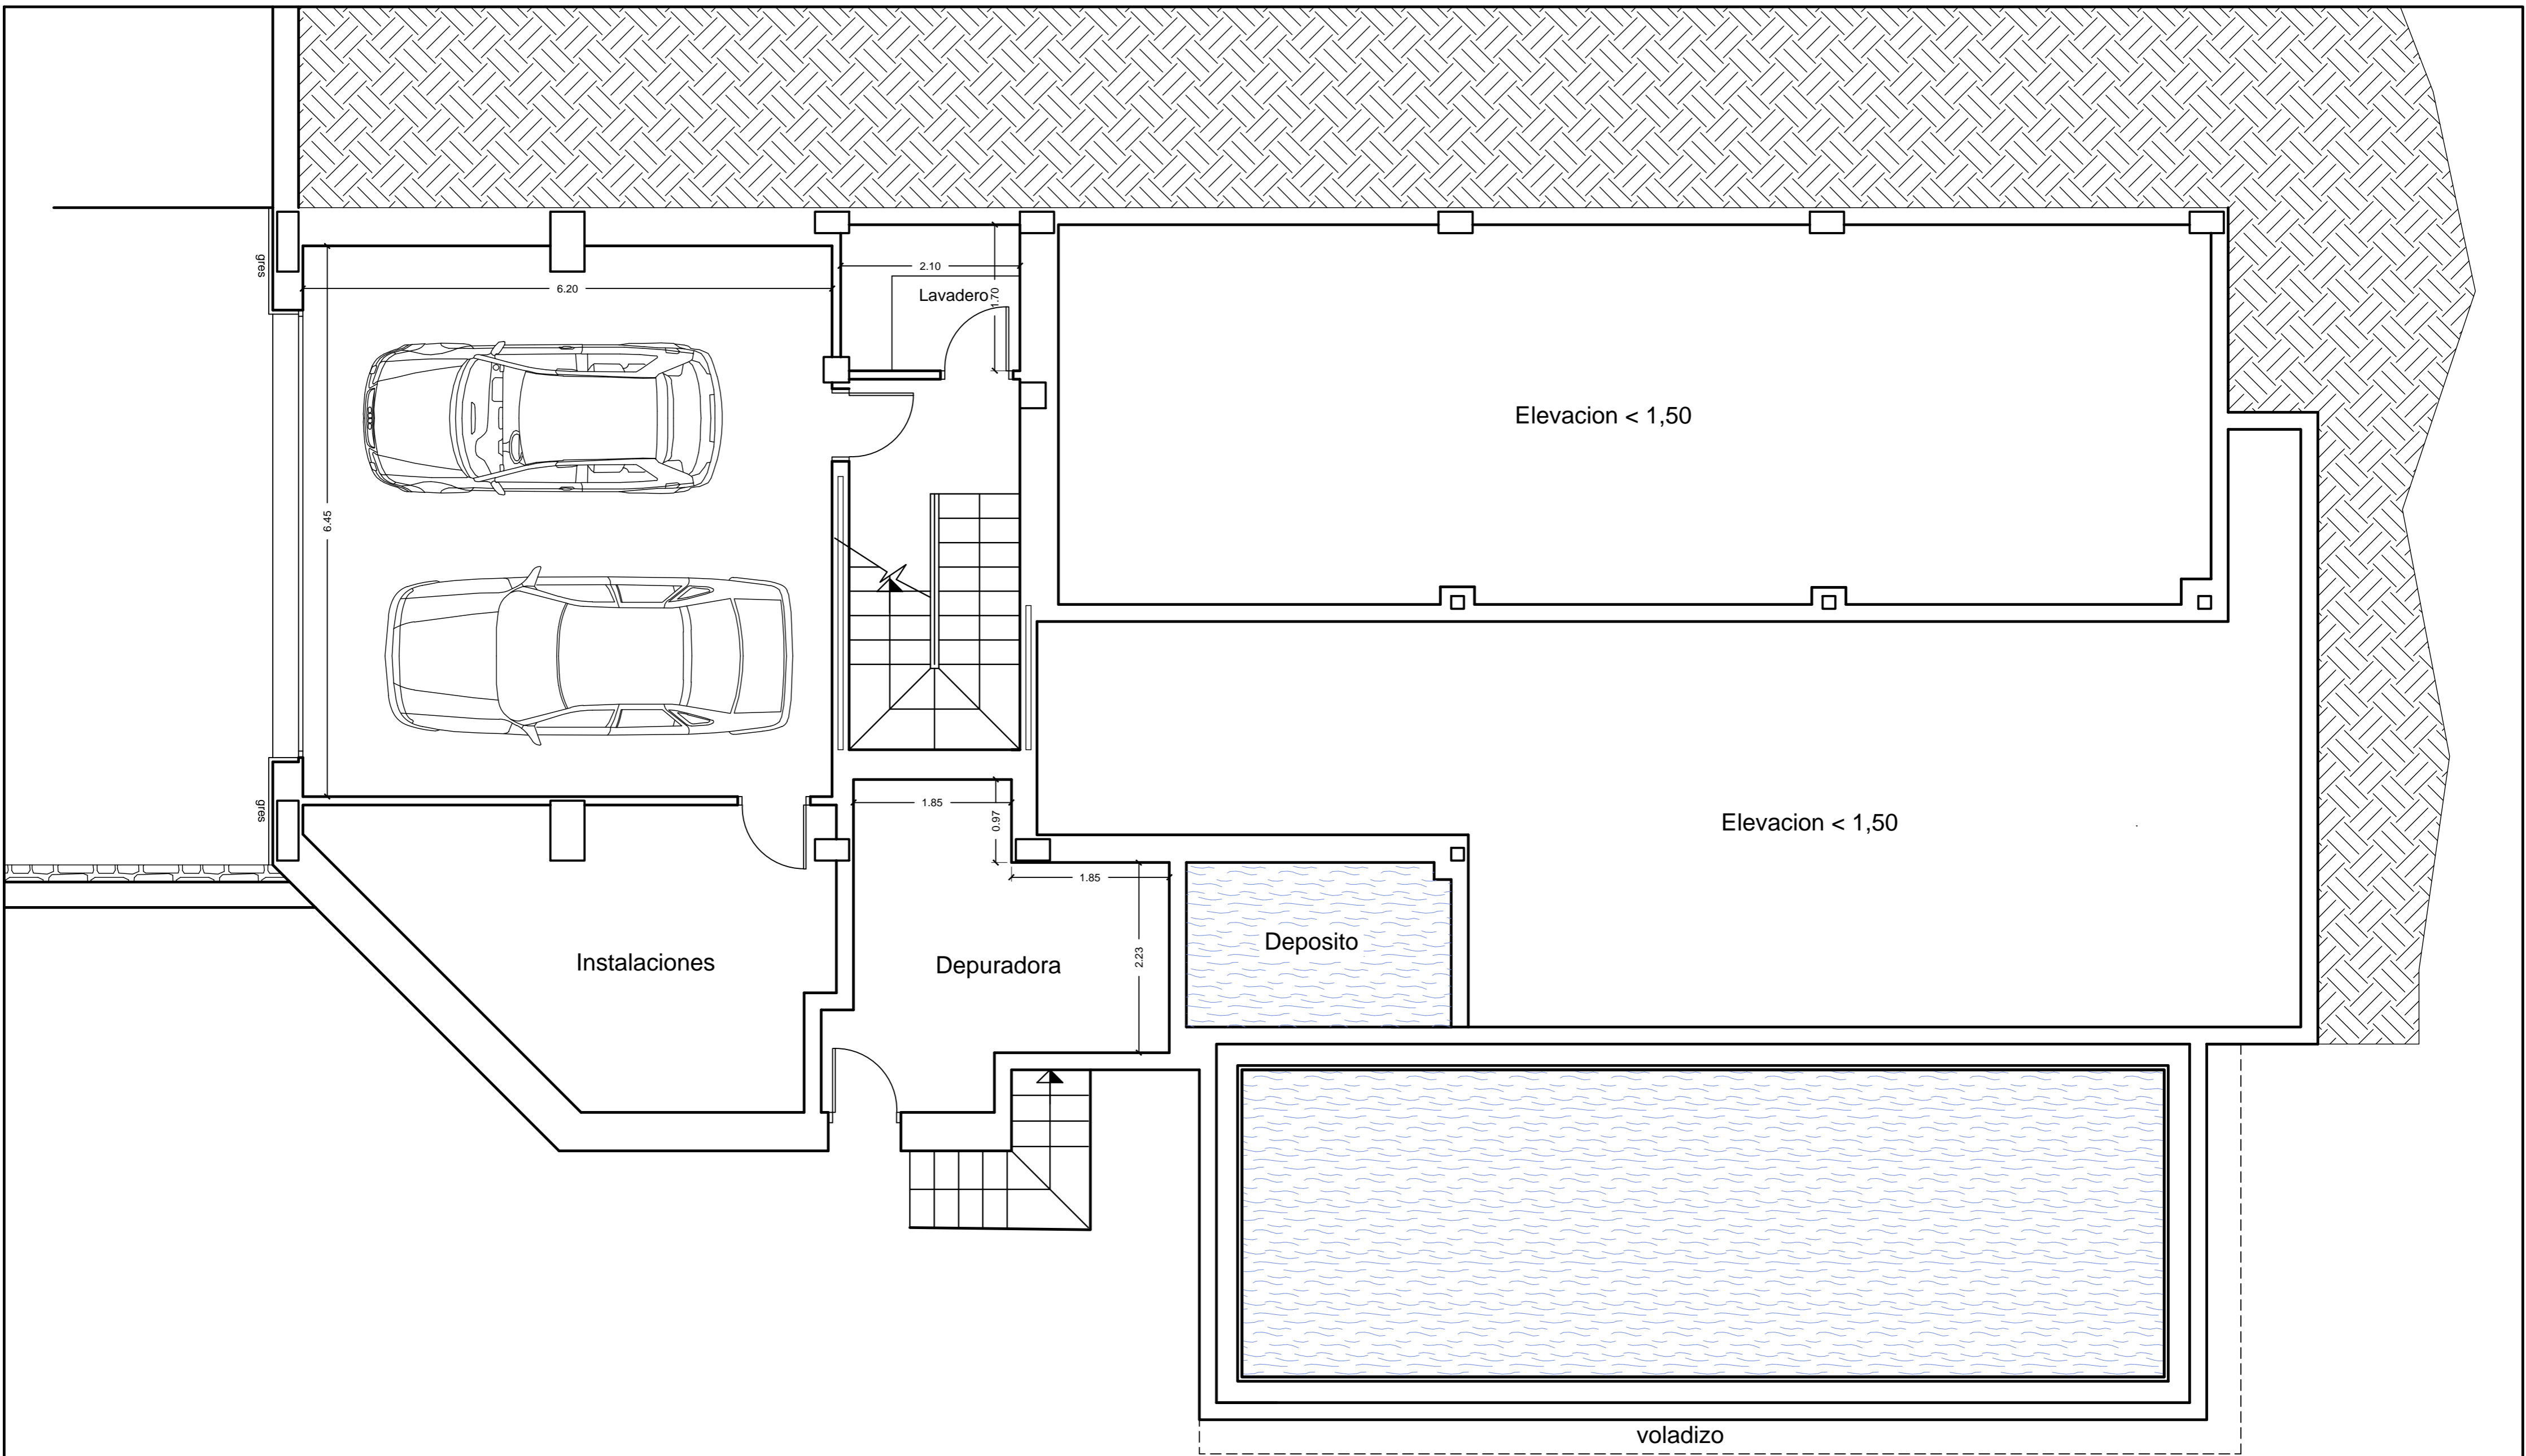 gres
2.10
6.20
Lavadero
1.70
Elevacion < 1,50
6.45
gres
1.85
0.97
Elevacion < 1,50
1.85
Deposito
2.23
Instalaciones
Depuradora
voladizo